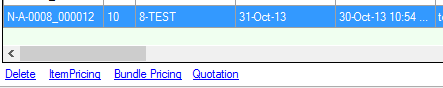 N-A-0008_000012 10 8-TEST 31-Oct-13 30-Oct-13 10:54 ...
Delete ItemPricing Bundle Pricing Quotation